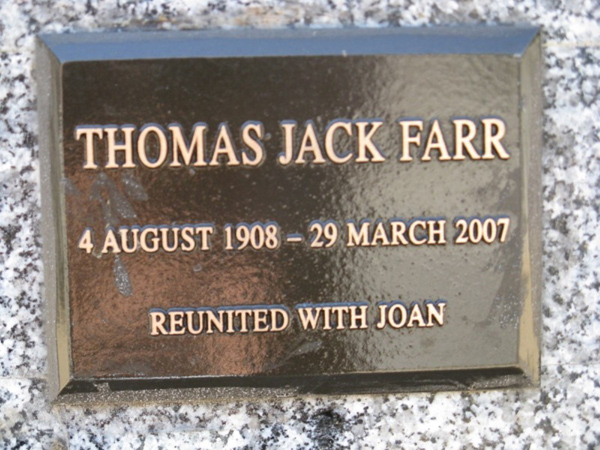 THOMAS JACK FARR
4 AUGUST 1908 – 29 MARCH 2007
REUNITED WITH JOAN